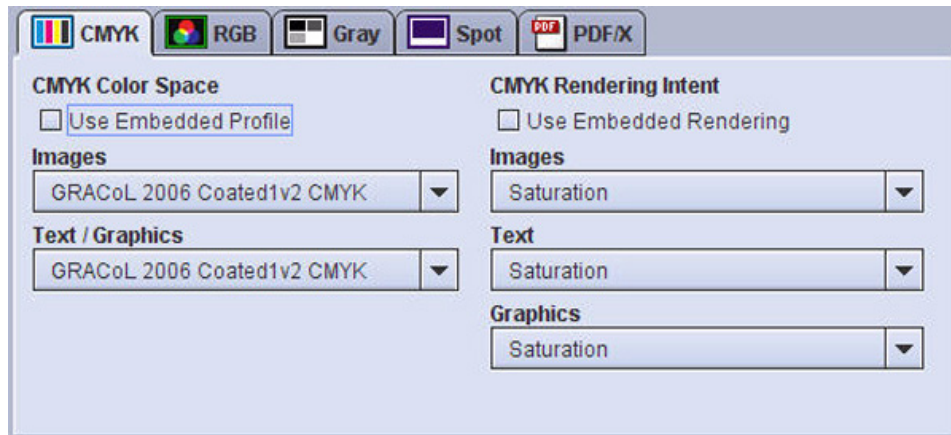 CMYK RGB Gray Spot PDF PDF/X
CMYK Color Space
Use Embedded Profile
Images
GRACoL 2006 Coated1v2 CMYK
Text / Graphics
GRACoL 2006 Coated1v2 CMYK
CMYK Rendering Intent
Use Embedded Rendering
Images
Saturation
Text
Saturation
Graphics
Saturation